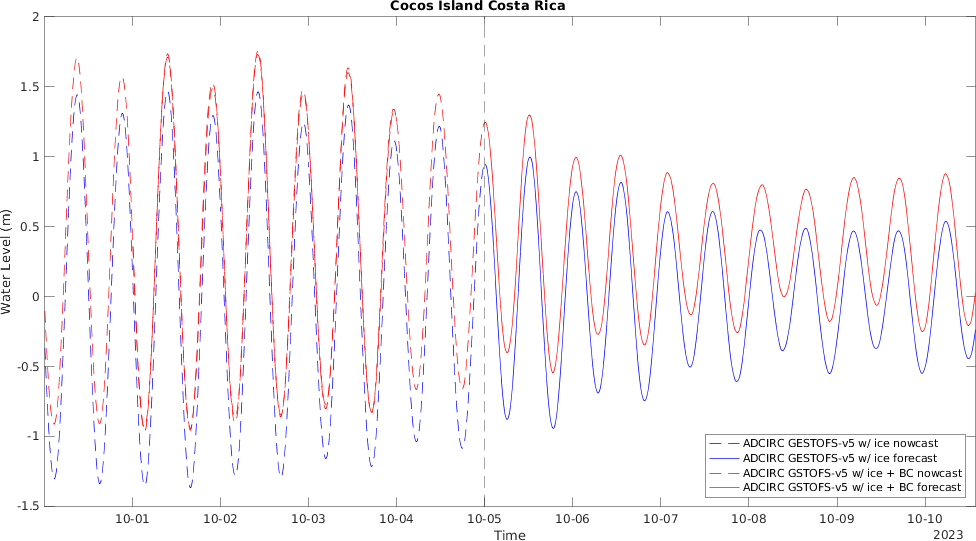 Cocos Island Costa Rica
2
1.5
1
0.5
0
-0.5
-1
-1.5
Water Level (m)
ADCIRC GESTOFS-v5 w/ ice nowcast
ADCIRC GESTOFS-v5 w/ ice forecast
ADCIRC GSTOFS-v5 w/ ice + BC nowcast
ADCIRC GSTOFS-v5 w/ ice + BC forecast
10-01 10-02 10-03 10-04 10-05 10-06 10-07 10-08 10-09 10-10
Time
2023